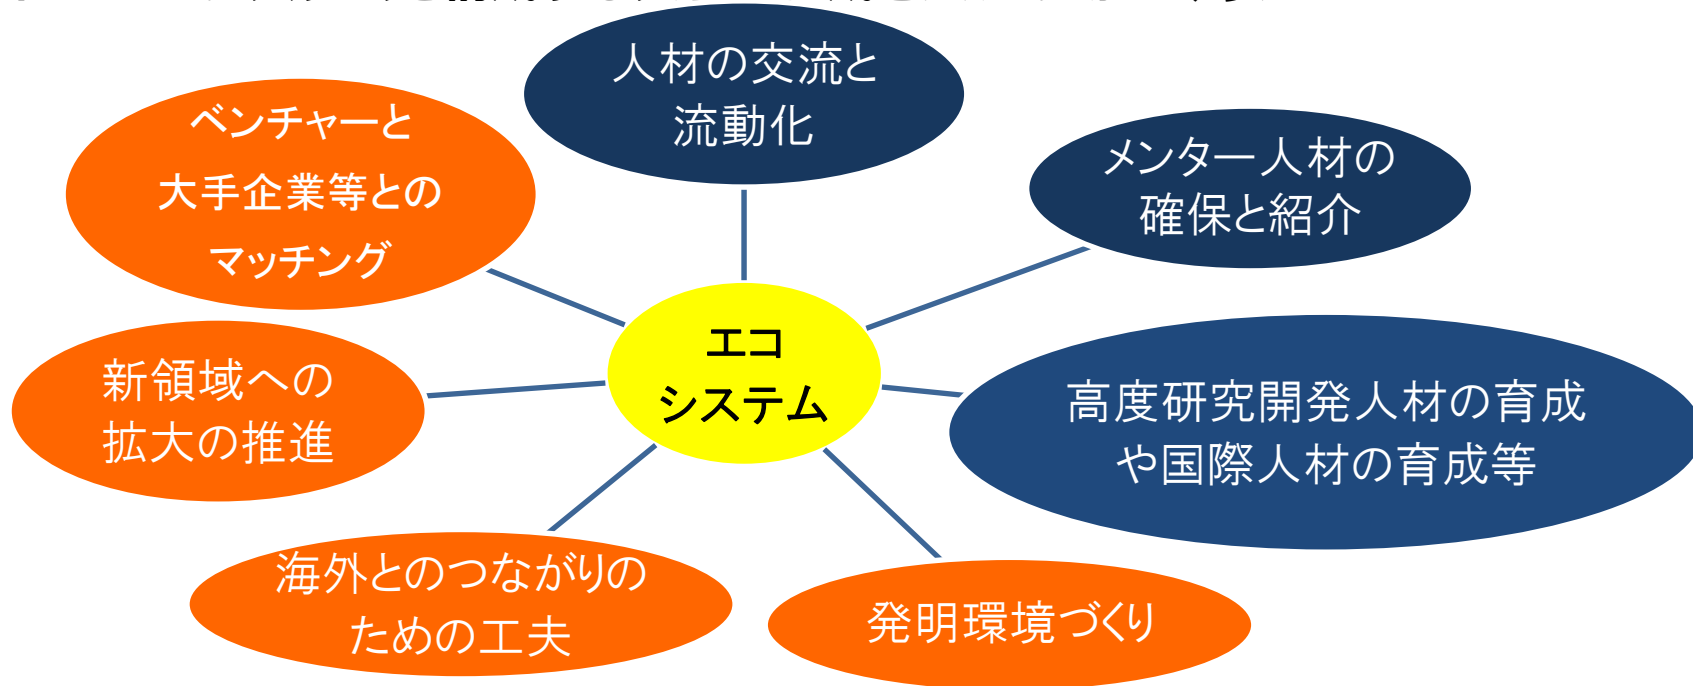 人材の交流と
流動化
メンター人材の
確保と紹介
高度研究開発人材の育成
や国際人材の育成等
発明環境づくり
海外とのつながりの
ための工夫
新領域への
拡大の推進
ベンチャーと
大手企業等との
マッチング
エコ
システム